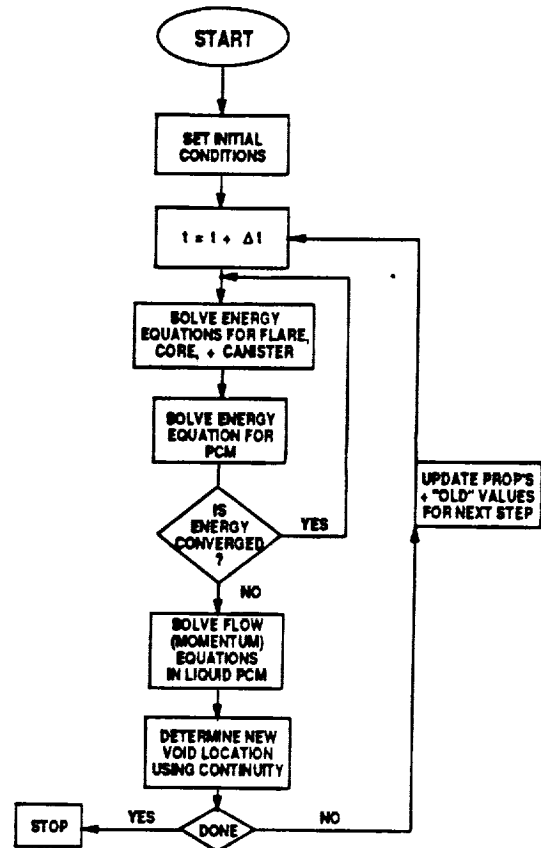 START
SET INITIAL
CONDITIONS
t = t + Δt
SOLVE ENERGY
EQUATIONS FOR FLARE,
CORE, + CANISTER
SOLVE ENERGY
EQUATION FOR
PCM
IS
ENERGY
CONVERGED
?
YES
NO
SOLVE FLOW
(MOMENTUM)
EQUATIONS
IN LIQUID PCM
DETERMINE NEW
VOID LOCATION
USING CONTINUITY
DONE
YES
STOP
NO
UPDATE PROP'S
+ "OLD" VALUES
FOR NEXT STEP